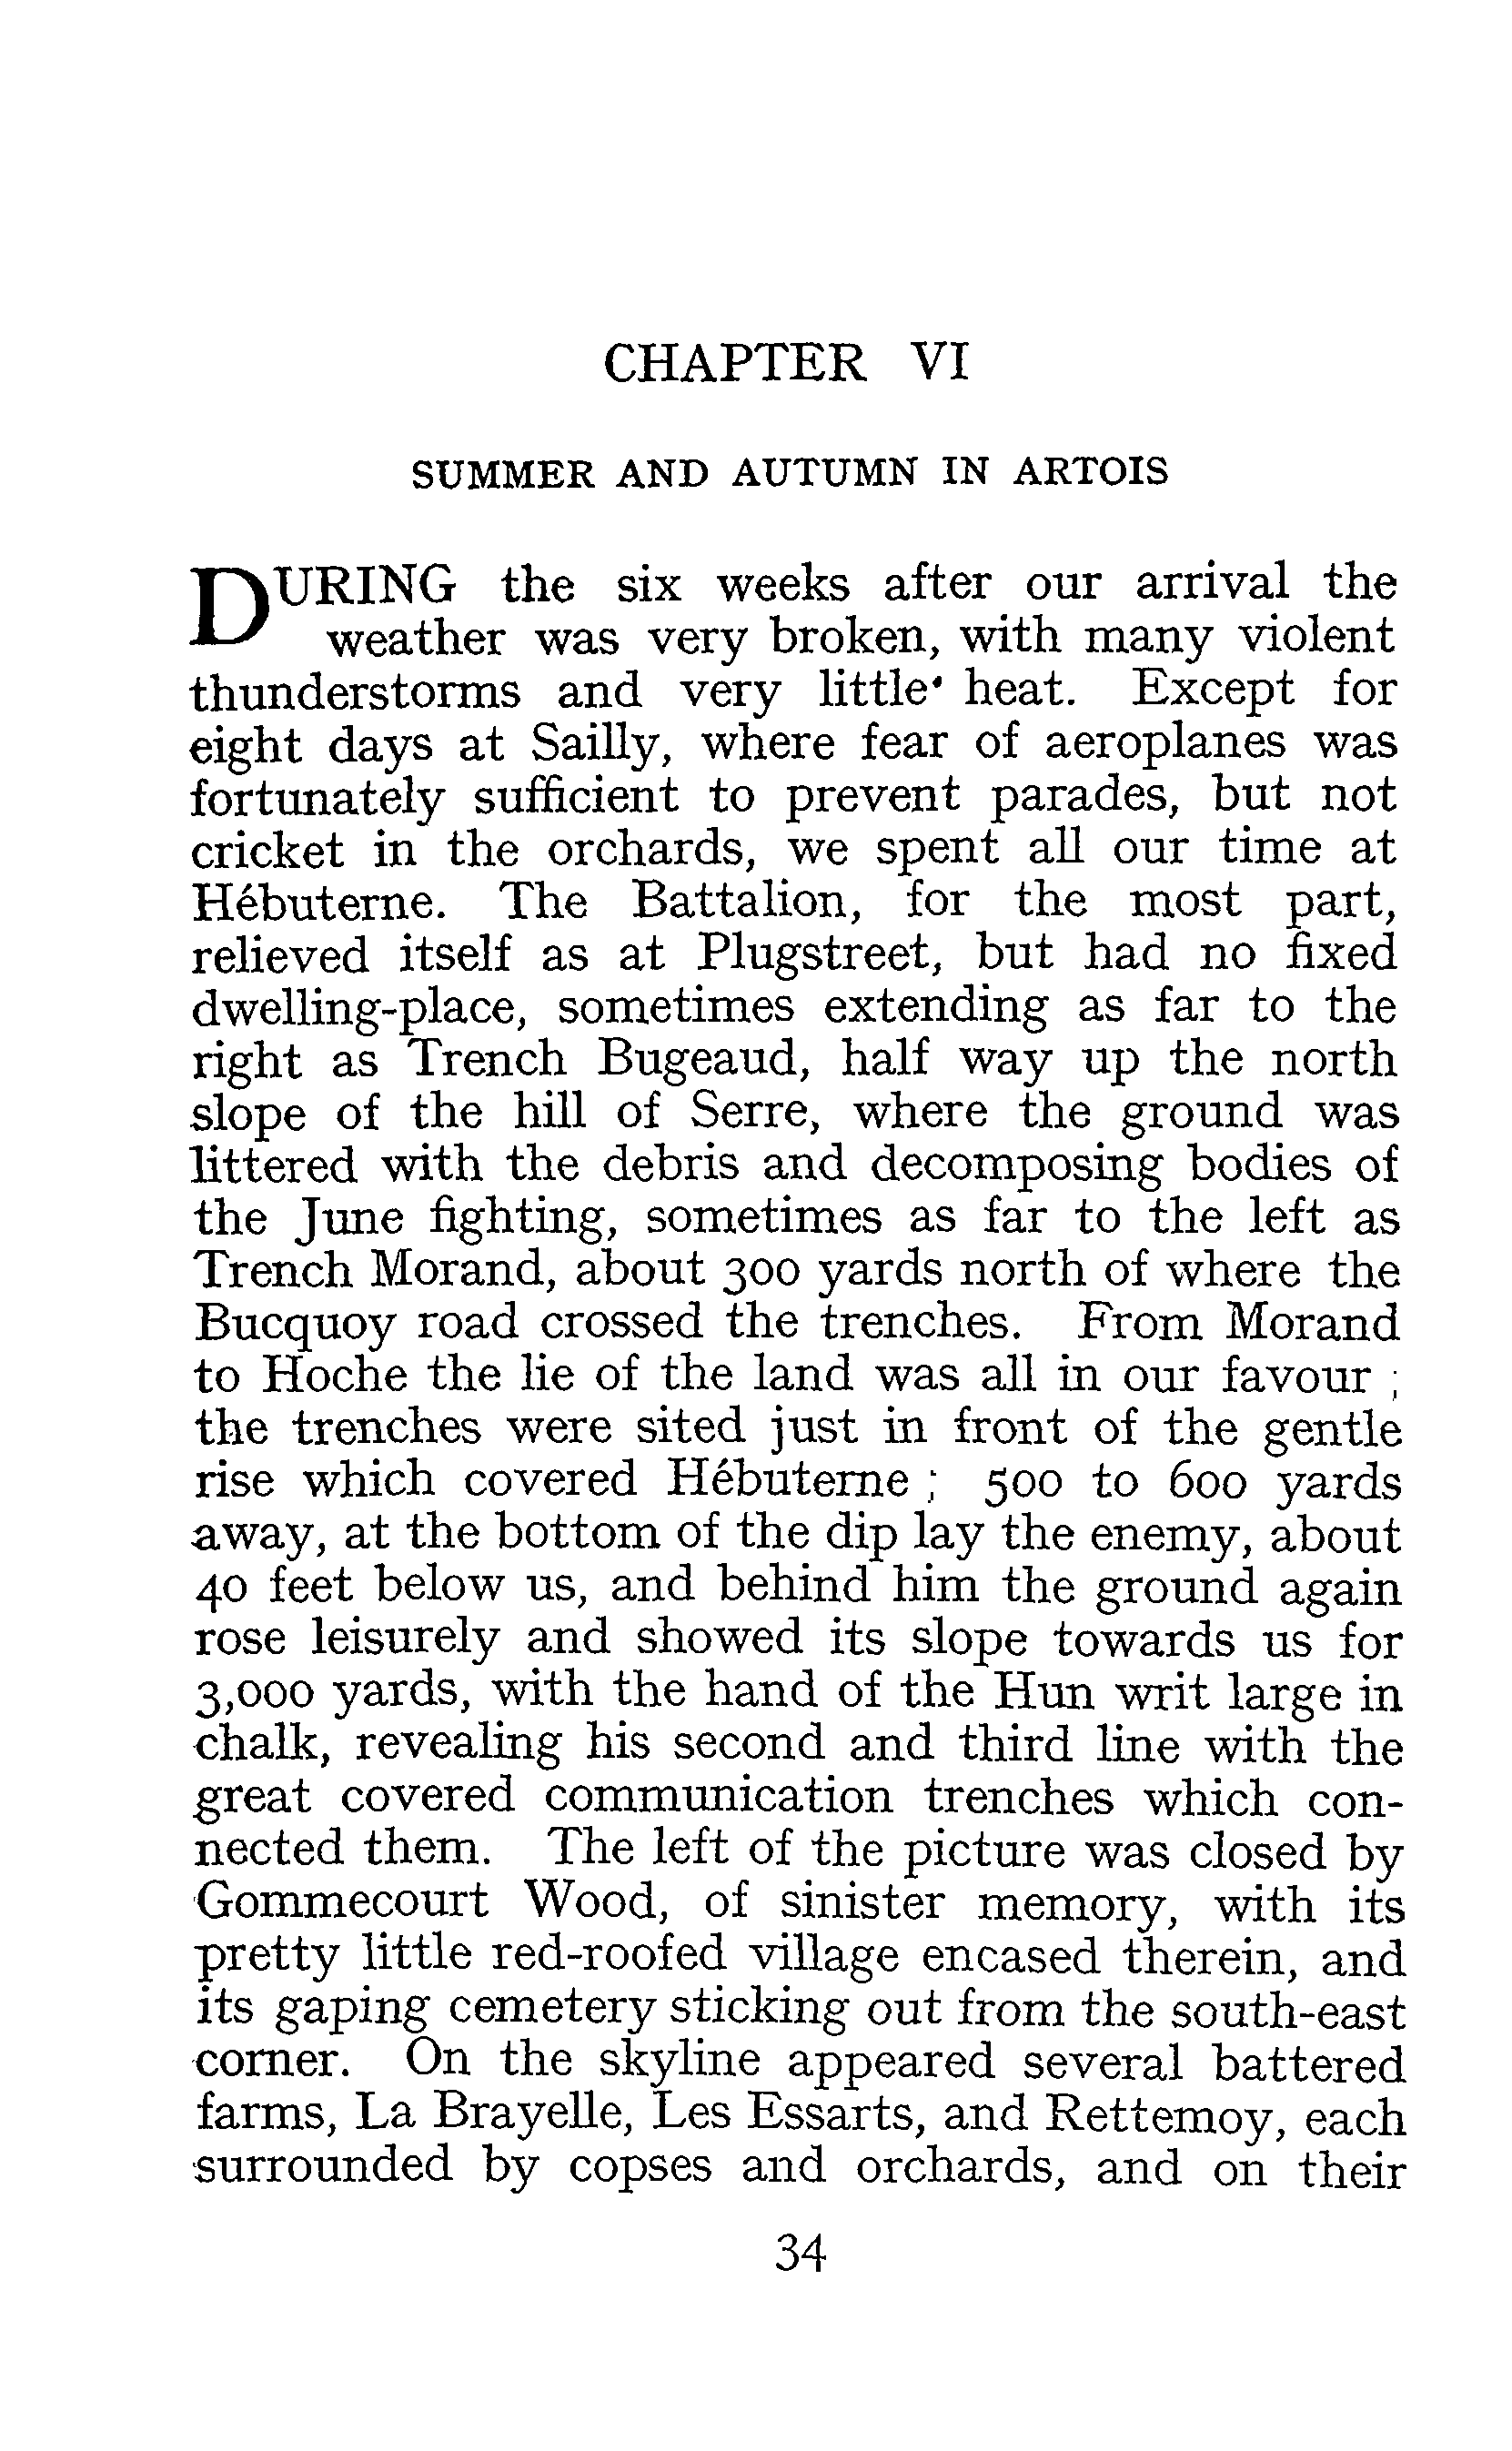 CHAPTER VI
SUMMER AND AUTUMN IN ARTOIS
DURING the six weeks after our arrival the
weather was very broken, with many violent
thunderstorms and very little heat. Except for
eight days at Sailly, where fear of aeroplanes was
fortunately sufficient to prevent parades, but not
cricket in the orchards, we spent all our time at
Hébuterne. The Battalion, for the most part,
relieved itself as at Plugstreet, but had no fixed
dwelling-place, sometimes extending as far to the
right as Trench Bugeaud, half way up the north
slope of the hill of Serre, where the ground was
littered with the debris and decomposing bodies of
the June fighting, sometimes as far to the left as
Trench Morand, about 300 yards north of where the
Bucquoy road crossed the trenches. From Morand
to Hoche the lie of the land was all in our favour ;
the trenches were sited just in front of the gentle
rise which covered Hébuterne ; 500 to 600 yards
away, at the bottom of the dip lay the enemy, about
40 feet below us, and behind him the ground again
rose leisurely and showed its slope towards us for
3,000 yards, with the hand of the Hun writ large in
chalk, revealing his second and third line with the
great covered communication trenches which con-
nected them. The left of the picture was closed by
Gommecourt Wood, of sinister memory, with its
pretty little red-roofed village encased therein, and
its gaping cemetery sticking out from the south-east
corner. On the skyline appeared several battered
farms, La Brayelle, Les Essarts, and Rettemoy, each
surrounded by copses and orchards, and on their
34